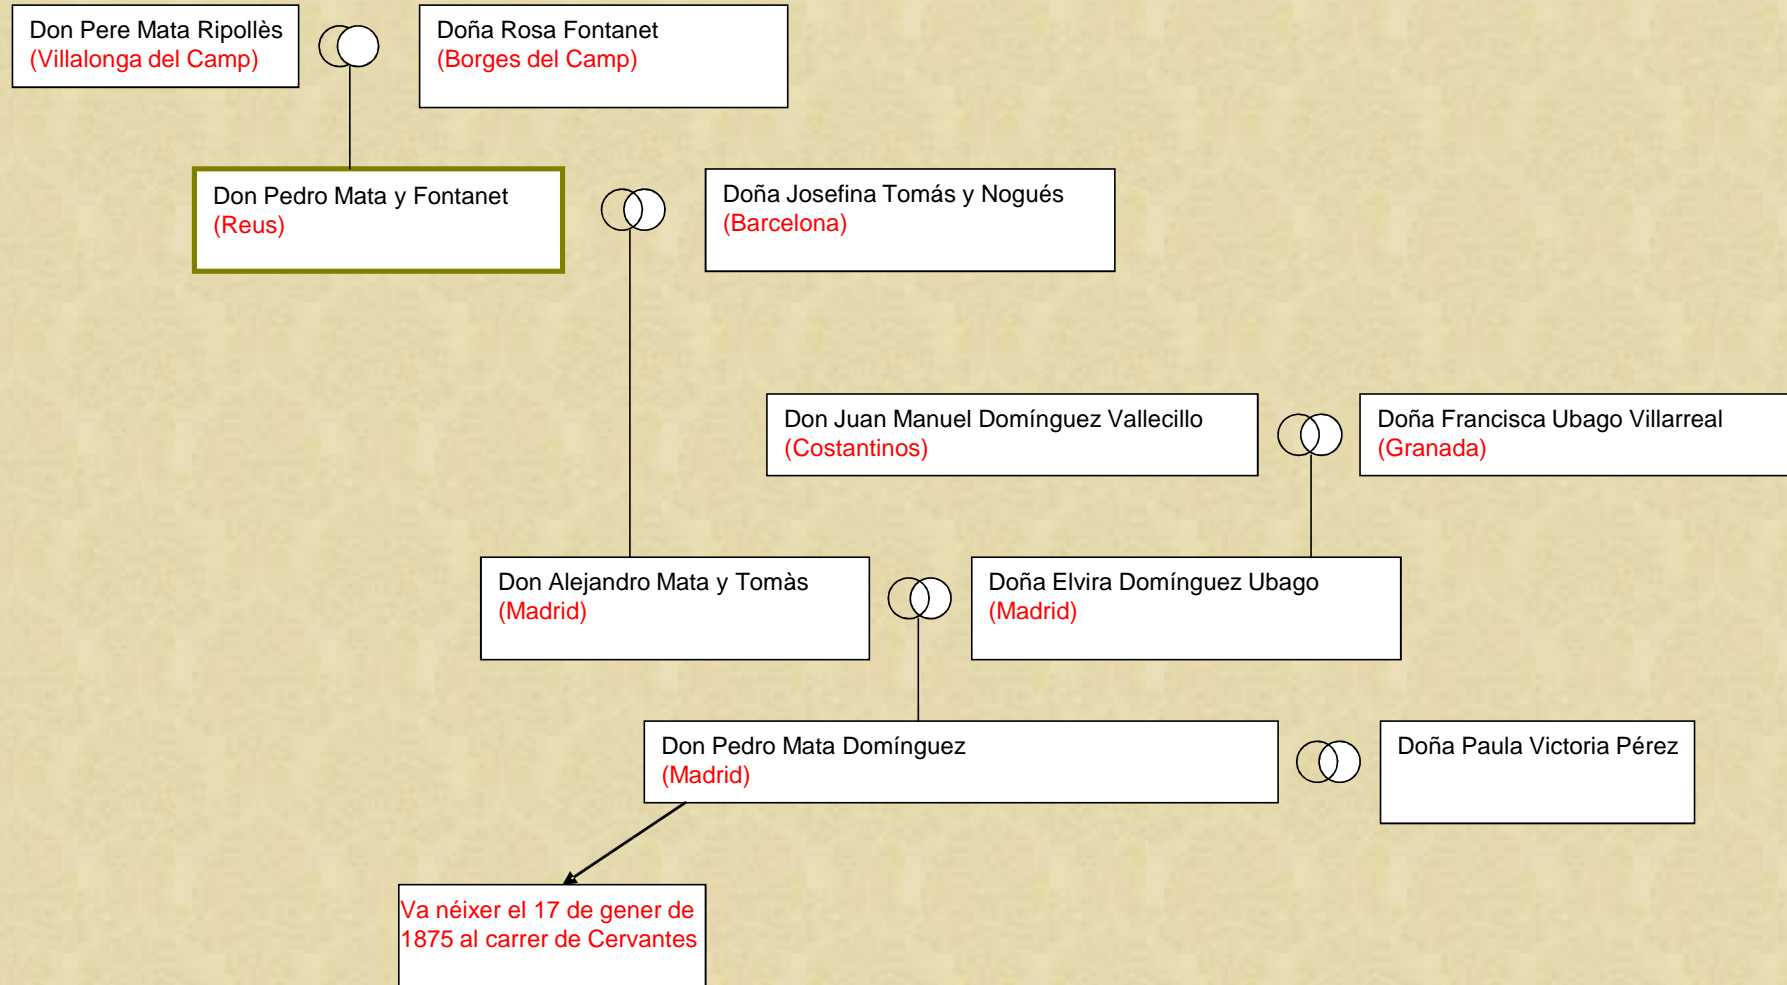 Don Pere Mata Ripollès
(Villalonga del Camp)
Doña Rosa Fontanet
(Borges del Camp)
Don Pedro Mata y Fontanet
(Reus)
Doña Josefina Tomás y Nogués
(Barcelona)
Don Juan Manuel Domínguez Vallecillo
(Costantinos)
Doña Francisca Ubago Villarreal
(Granada)
Don Alejandro Mata y Tomàs
(Madrid)
Doña Elvira Domínguez Ubago
(Madrid)
Don Pedro Mata Domínguez
(Madrid)
Doña Paula Victoria Pérez
Va néixer el 17 de gener de
1875 al carrer de Cervantes